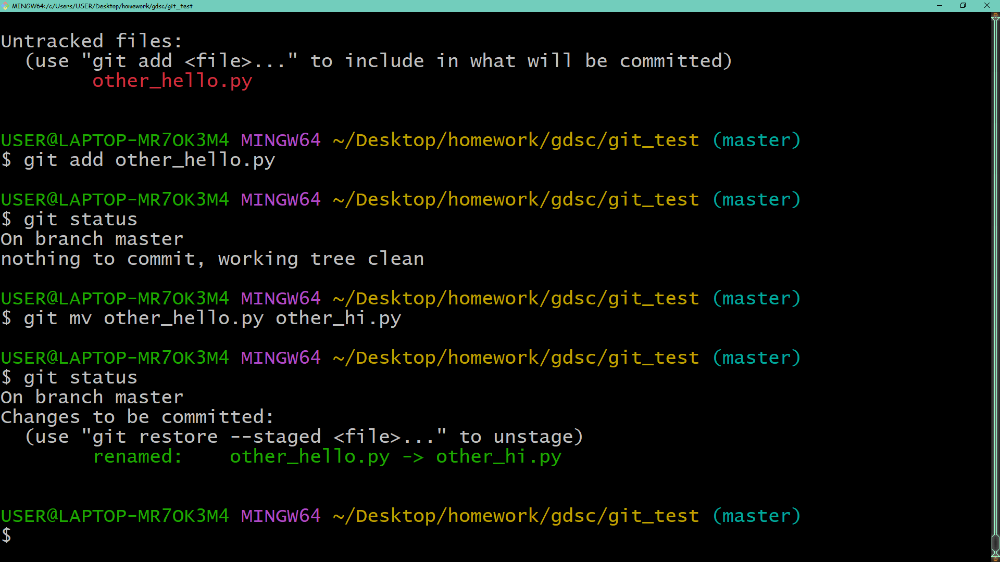 MINGW64:/c/Users/USER/Desktop/homework/gdsc/git_test
Untracked files:
  (use "git add <file>..." to include in what will be committed)
        other_hello.py
USER@LAPTOP-MR7OK3M4 MINGW64 ~/Desktop/homework/gdsc/git_test (master)
$ git add other_hello.py
USER@LAPTOP-MR7OK3M4 MINGW64 ~/Desktop/homework/gdsc/git_test (master)
$ git status
On branch master
nothing to commit, working tree clean
USER@LAPTOP-MR7OK3M4 MINGW64 ~/Desktop/homework/gdsc/git_test (master)
$ git mv other_hello.py other_hi.py
USER@LAPTOP-MR7OK3M4 MINGW64 ~/Desktop/homework/gdsc/git_test (master)
$ git status
On branch master
Changes to be committed:
  (use "git restore --staged <file>..." to unstage)
        renamed:    other_hello.py -> other_hi.py
USER@LAPTOP-MR7OK3M4 MINGW64 ~/Desktop/homework/gdsc/git_test (master)
$